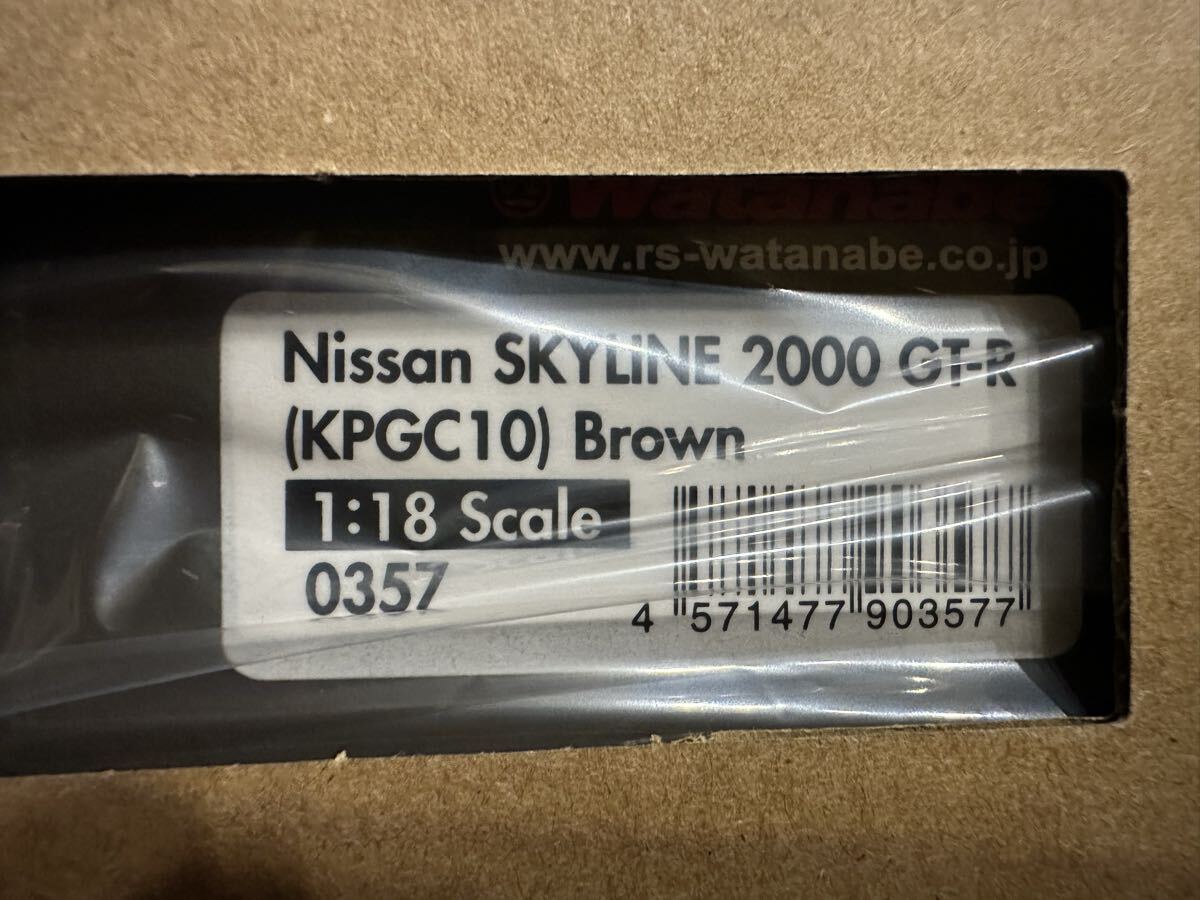 Watanabe
www.rs-watanabe.co.jp
Nissan SKYLINE 2000 GT-R
(KPGC10) Brown
1:18 Scale
0357
4 571477 903577